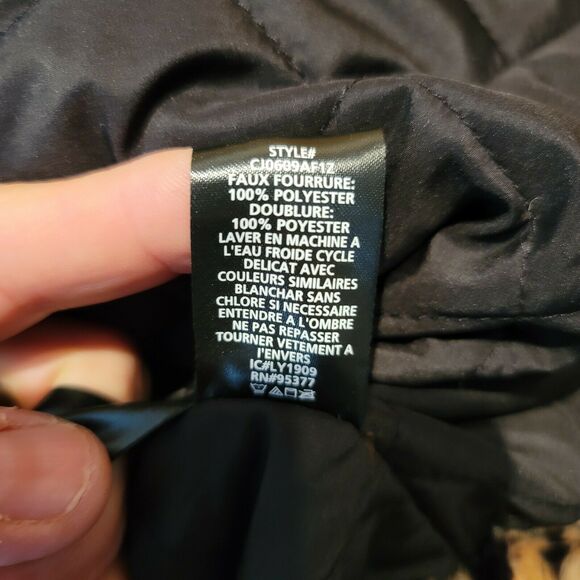 STYLE#
CJ0609AF1Z
FAUX FOURRURE:
100% POLYESTER
DOUBLURE:
100% POYESTER
LAVER EN MACHINE A
L'EAU FROIDE CYCLE
DELICAT AVEC
COULEURS SIMILAIRES
BLANCHAR SANS
CHLORE SI NECESSAIRE
ENTENDRE A L'OMBRE
NE PAS REPASSER
TOURNER VETEMENT A
l'ENVERS
IC#LY1909
RN#95377